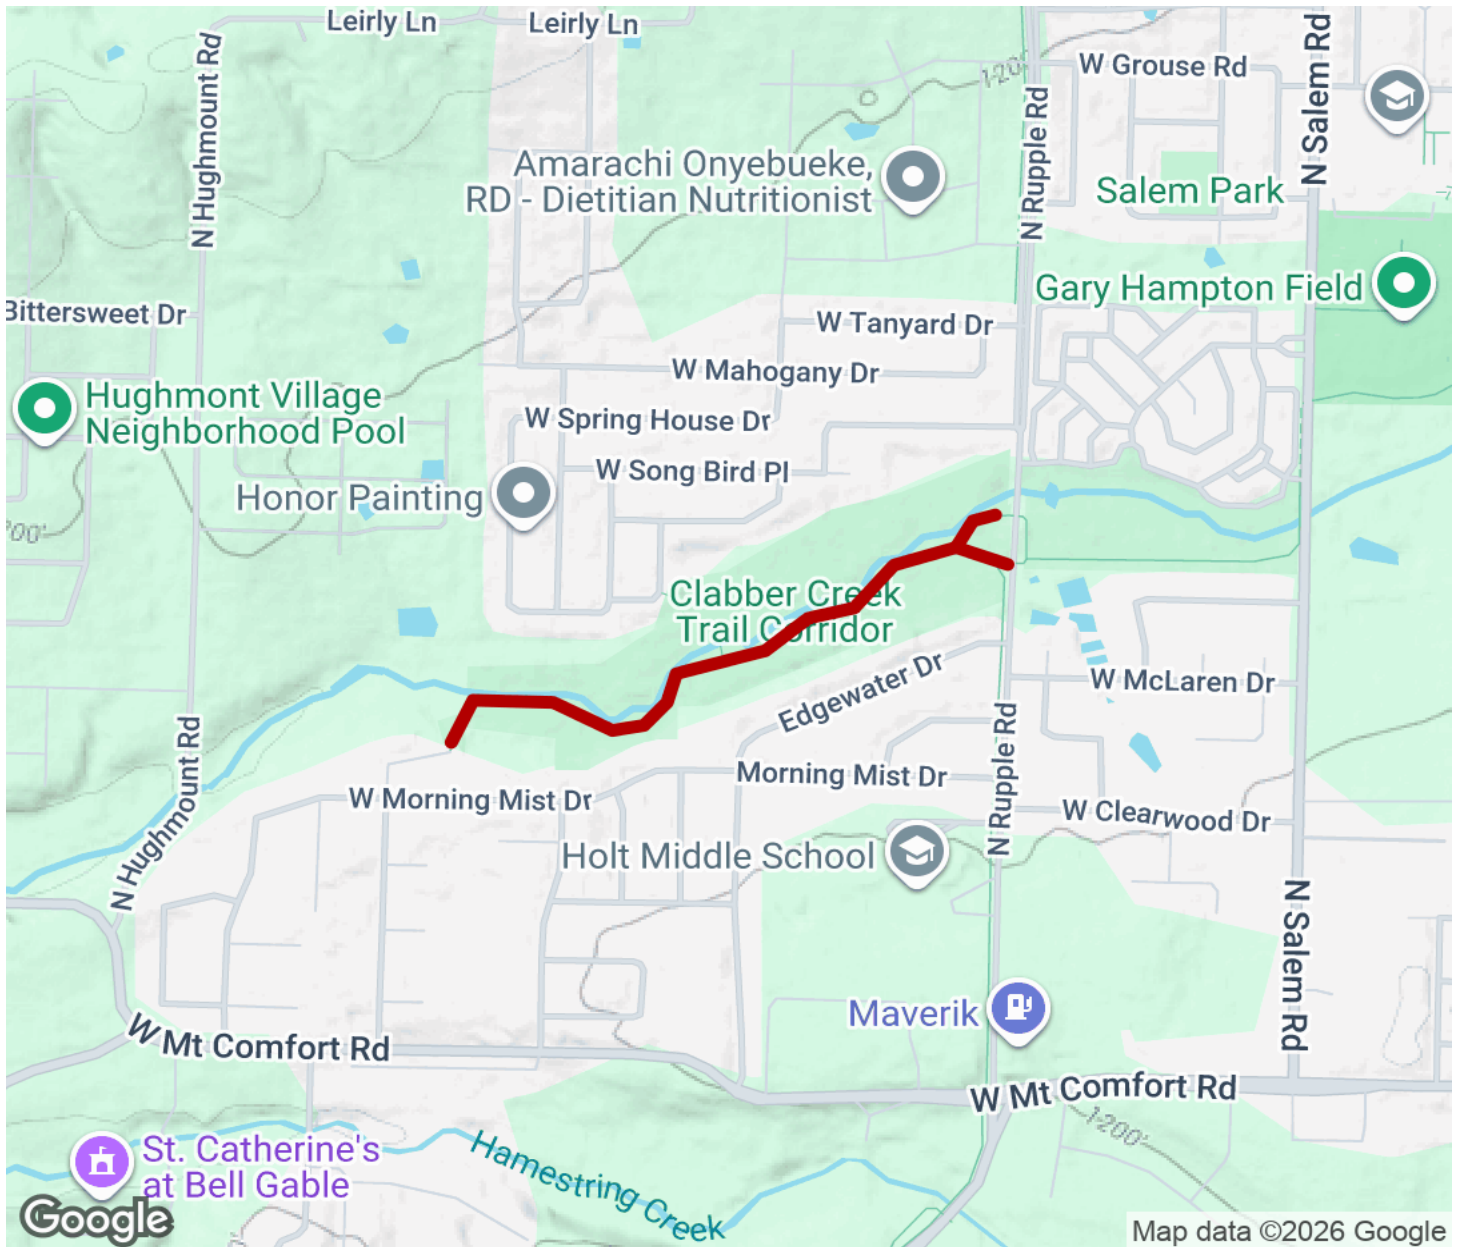 Leirly Ln
Leirly Ln
N Hughmount Rd
1200'
W Grouse Rd
N Salem Rd
N Rupple Rd
Amarachi Onyebueke,
RD - Dietitian Nutritionist
Salem Park
Gary Hampton Field
Bittersweet Dr
W Tanyard Dr
W Mahogany Dr
Hughmont Village
Neighborhood Pool
W Spring House Dr
W Song Bird Pl
Honor Painting
Clabber Creek
Trail Corridor
Edgewater Dr
W McLaren Dr
N Hughmount Rd
N Rupple Rd
Morning Mist Dr
W Morning Mist Dr
W Clearwood Dr
Holt Middle School
N Salem Rd
Maverik
W Mt Comfort Rd
W Mt Comfort Rd
1200'
St. Catherine's
at Bell Gable
Hamestring Creek
Google
Map data ©2026 Google